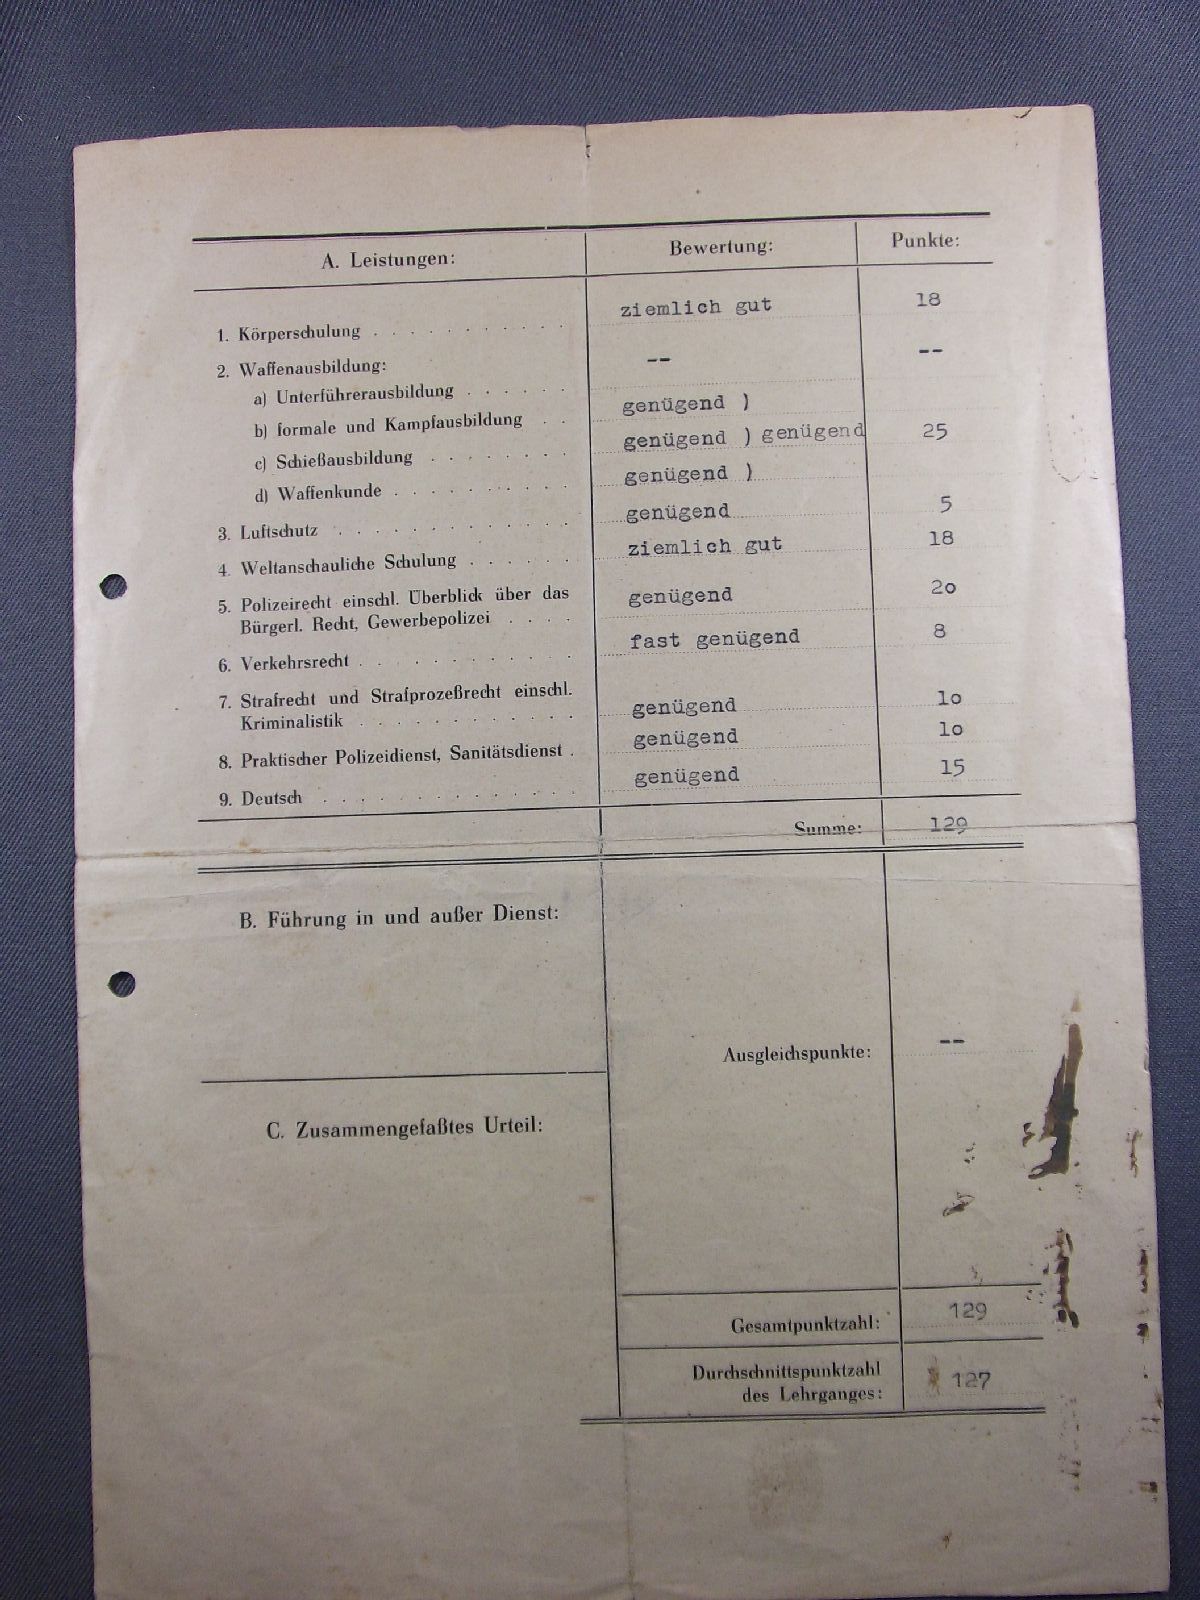 A. Leistungen: Bewertung: Punkte:
1. Körperschulung . . . . . . . . . . . ziemlich gut 18
2. Waffenausbildung: -- --
a) Unterführerausbildung . . . . . .
b) formale und Kampfausbildung . . genügend )
c) Schießausbildung . . . . . . . . genügend ) genügend 25
d) Waffenkunde . . . . . . . . . . genügend )
3. Luftschutz . . . . . . . . . . . . . genügend 5
4. Weltanschauliche Schulung . . . . . . ziemlich gut 18
5. Polizeirecht einschl. Überblick über das
Bürgerl. Recht, Gewerbepolizei . . . . genügend 2o
6. Verkehrsrecht . . . . . . . . . . . . fast genügend 8
7. Strafrecht und Strafprozeßrecht einschl.
Kriminalistik . . . . . . . . . . . . genügend 1o
8. Praktischer Polizeidienst, Sanitätsdienst . genügend 1o
9. Deutsch . . . . . . . . . . . . . . genügend 15
Summe: 129
B. Führung in und außer Dienst:
Ausgleichspunkte: --
C. Zusammengefaßtes Urteil:
Gesamtpunktzahl: 129
Durchschnittspunktzahl
des Lehrganges: 127